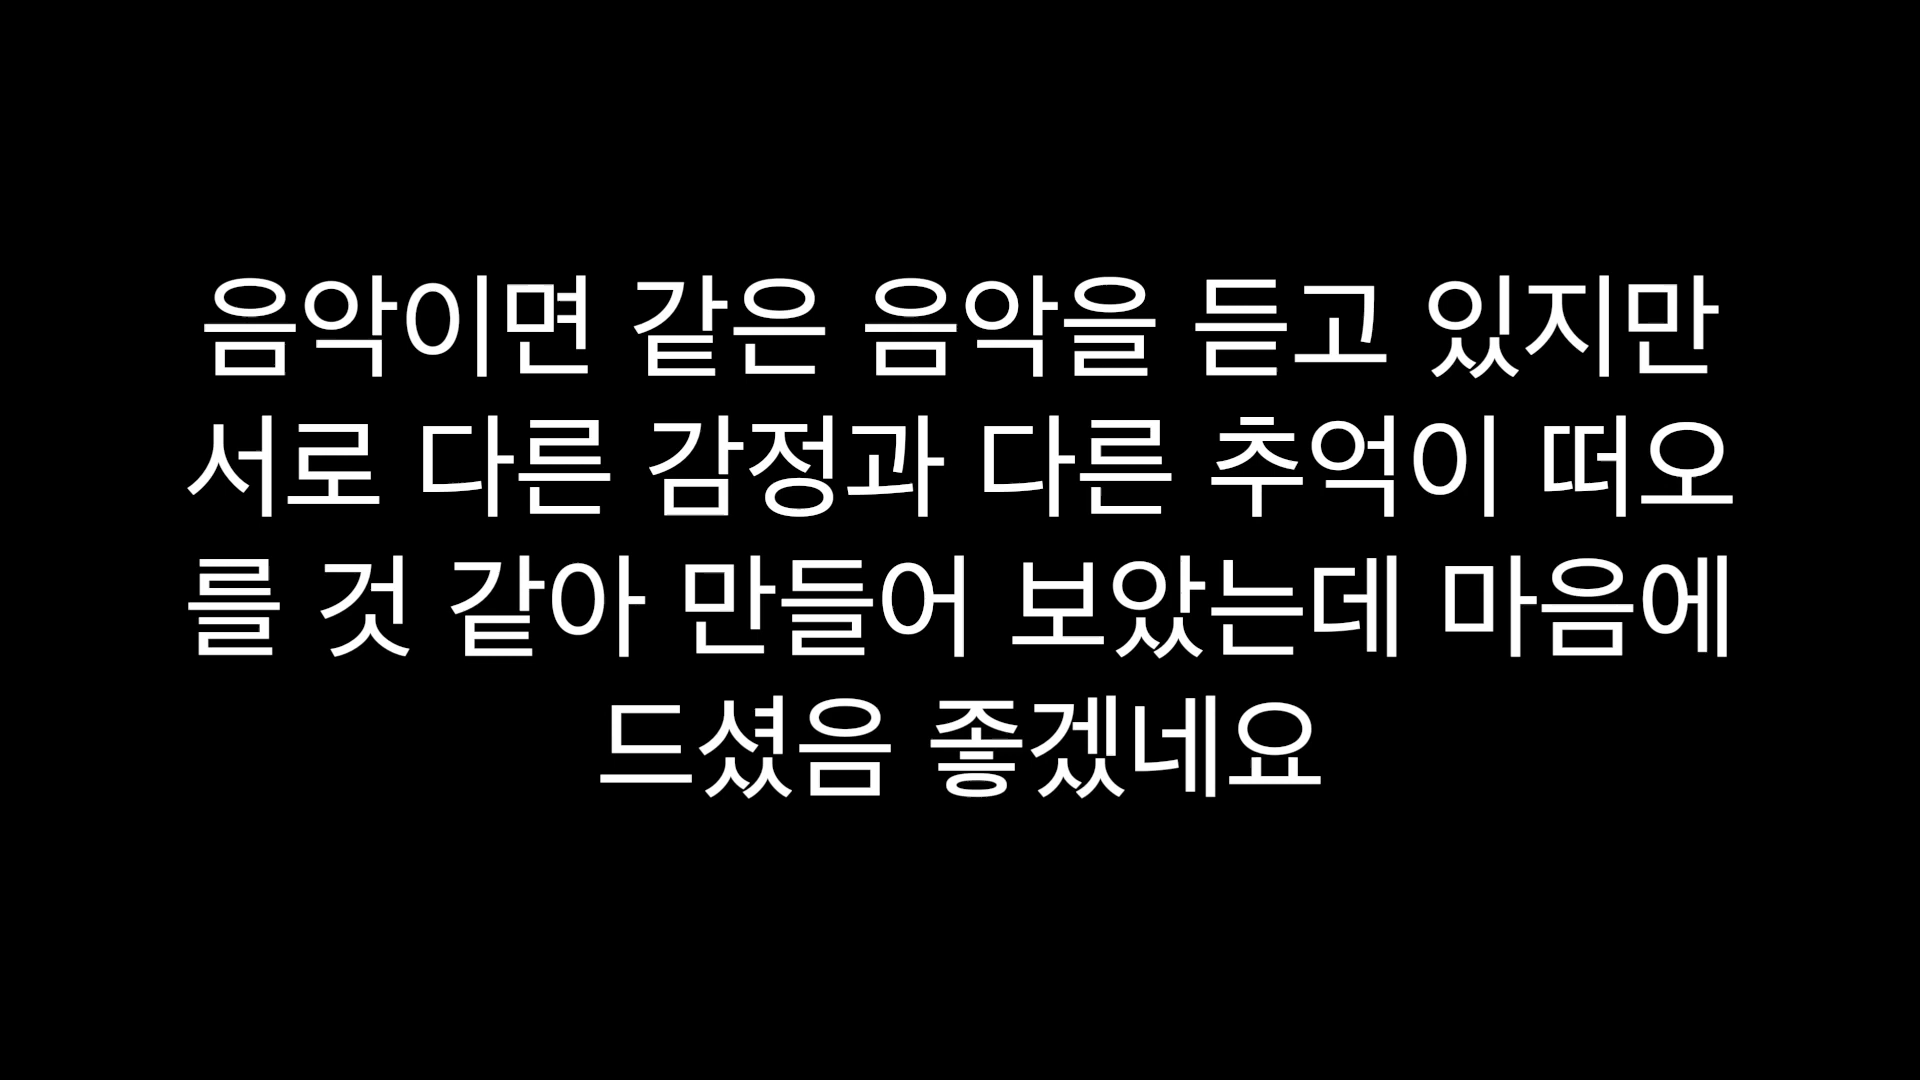 음악이면 같은 음악을 듣고 있지만
서로 다른 감정과 다른 추억이 떠오
를 것 같아 만들어 보았는데 마음에
드셨음 좋겠네요